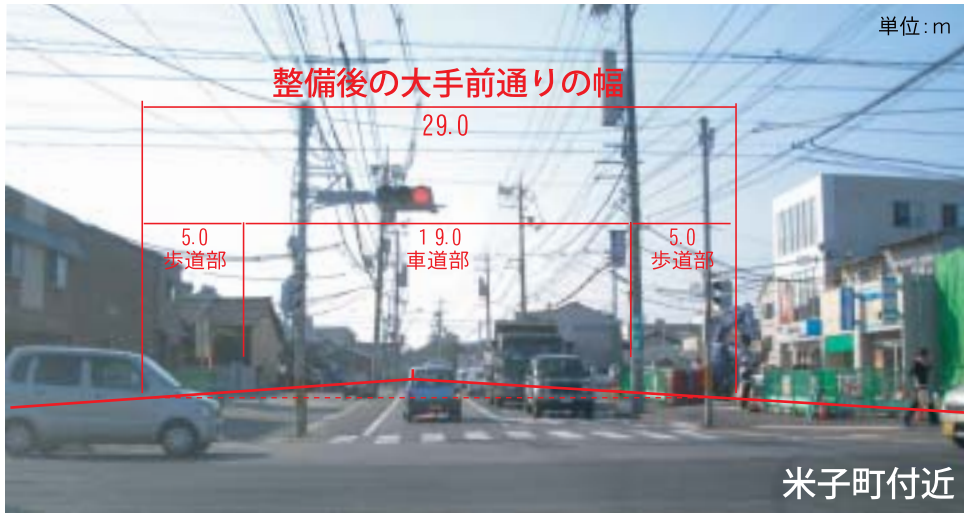 単位:m
整備後の大手前通りの幅
29.0
5.0
歩道部
19.0
車道部
5.0
歩道部
米子町付近